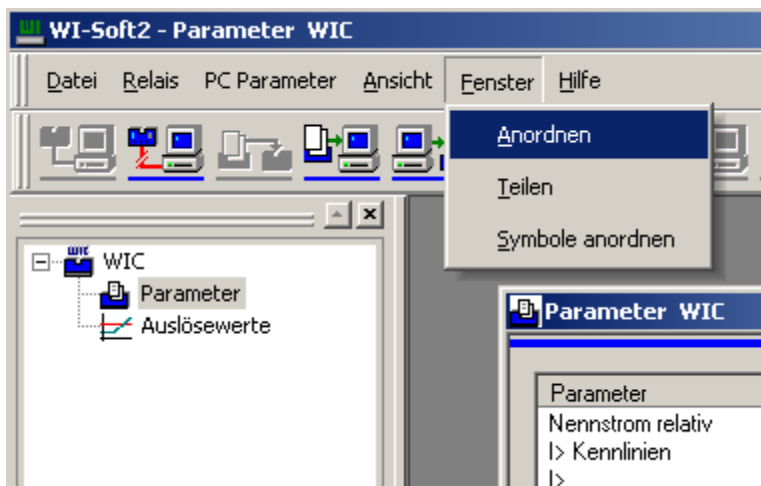 WI-Soft2 - Parameter WIC
Datei Relais PC Parameter Ansicht Fenster Hilfe
Anordnen
Teilen
Symbole anordnen
WIC
Parameter
Auslösewerte
Parameter WIC
Parameter
Nennstrom relativ
I> Kennlinien
I>